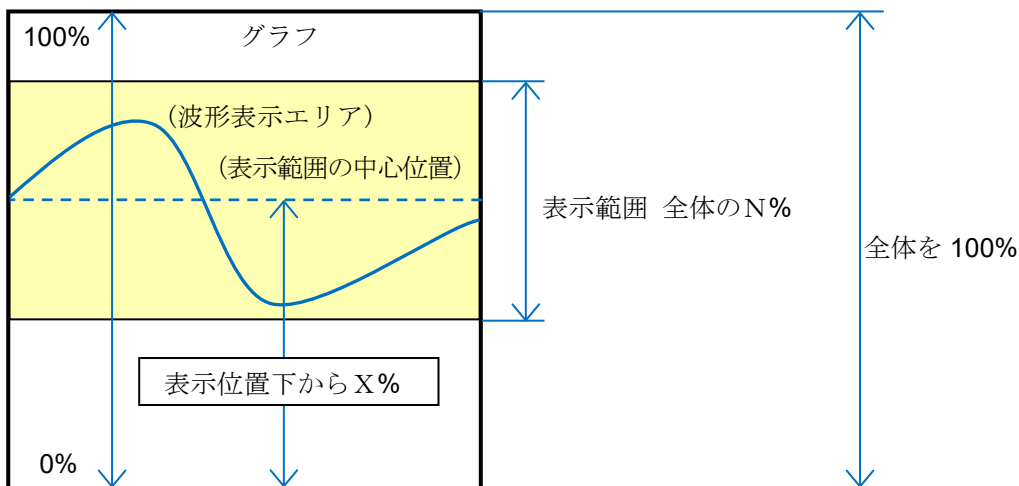 100%
グラフ
(波形表示エリア)
(表示範囲の中心位置)
表示範囲 全体のN%
全体を 100%
表示位置下からX%
0%